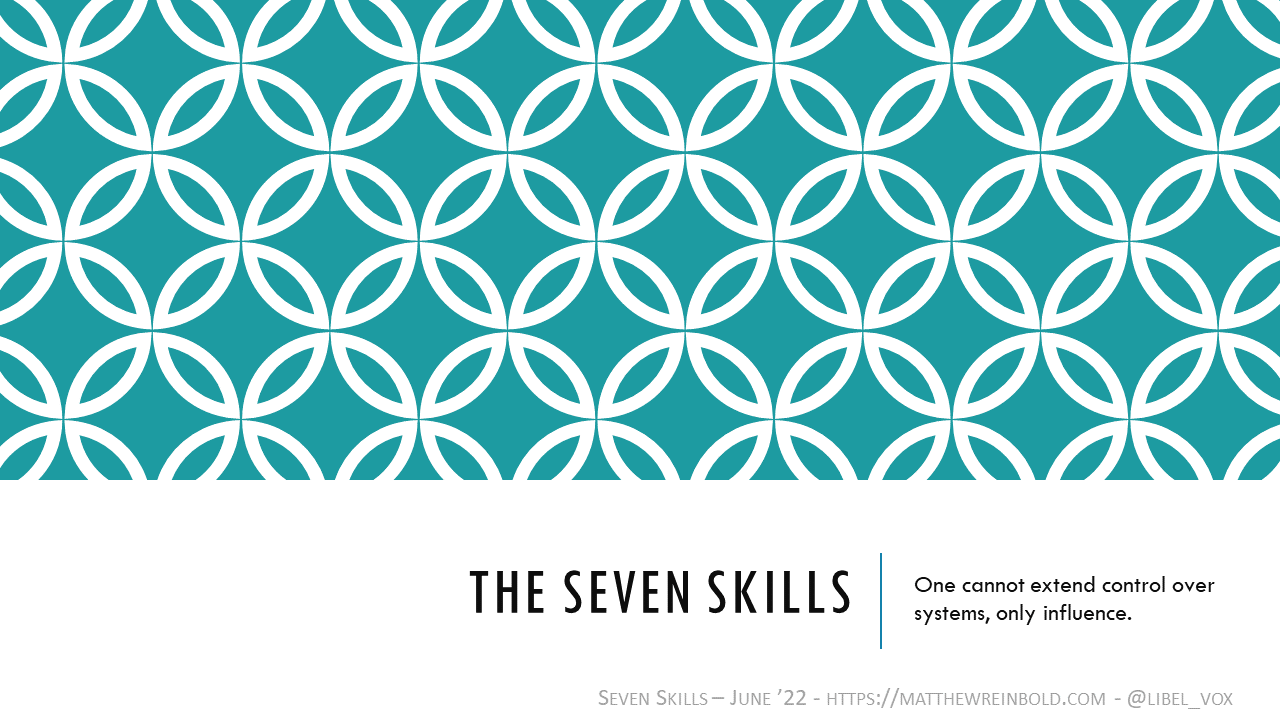 THE SEVEN SKILLS
One cannot extend control over
systems, only influence.
SEVEN SKILLS – JUNE ’22 - HTTPS://MATTHEWREINBOLD.COM - @LIBEL_VOX